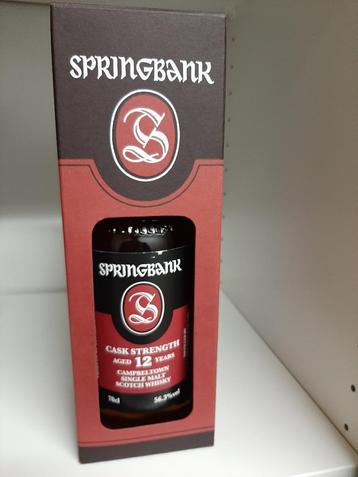 SPRINGBANK
S
SPRINGBANK
S
CASK STRENGTH
AGED 12 YEARS
CAMPBELTOWN
SINGLE MALT
SCOTCH WHISKY
70cl 56.3%vol